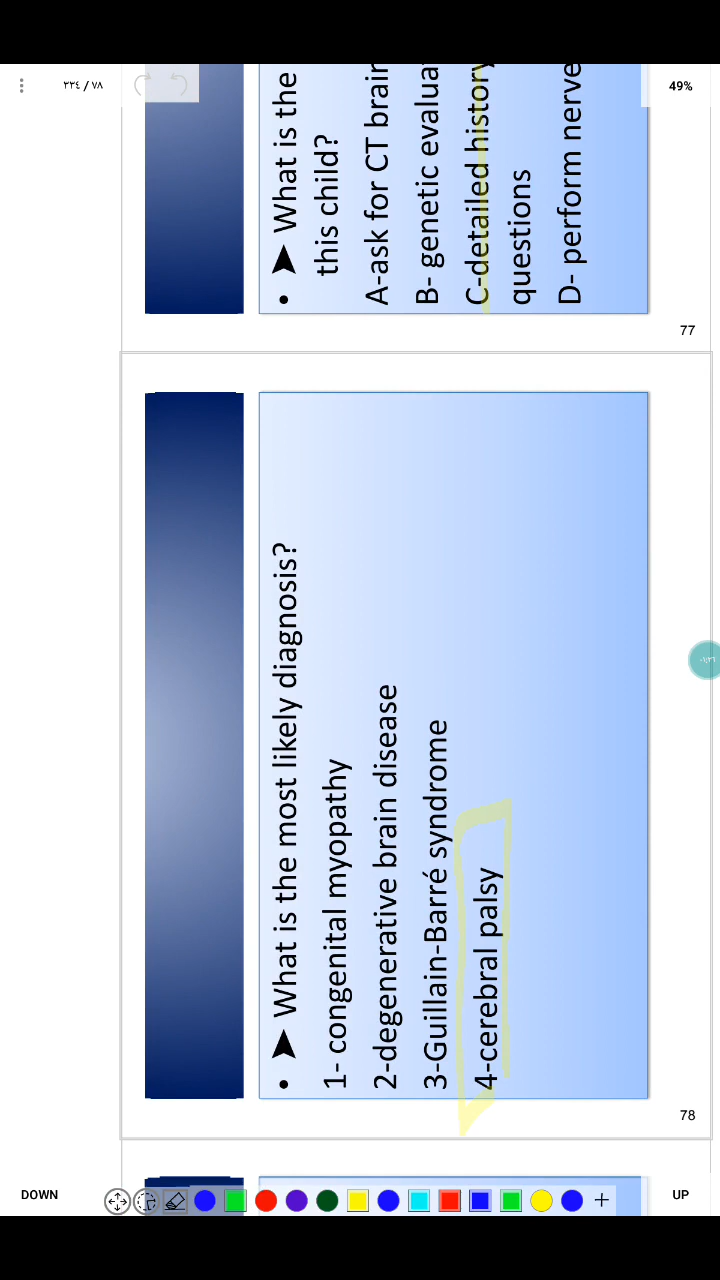 ٧٨ / ٢٣٤
49%
• ➤ What is the
this child?
A-ask for CT brain
B- genetic evalua
C-detailed history
questions
D- perform nerve
77
• ➤ What is the most likely diagnosis?
1- congenital myopathy
2-degenerative brain disease
3-Guillain-Barré syndrome
4-cerebral palsy
78
DOWN
UP